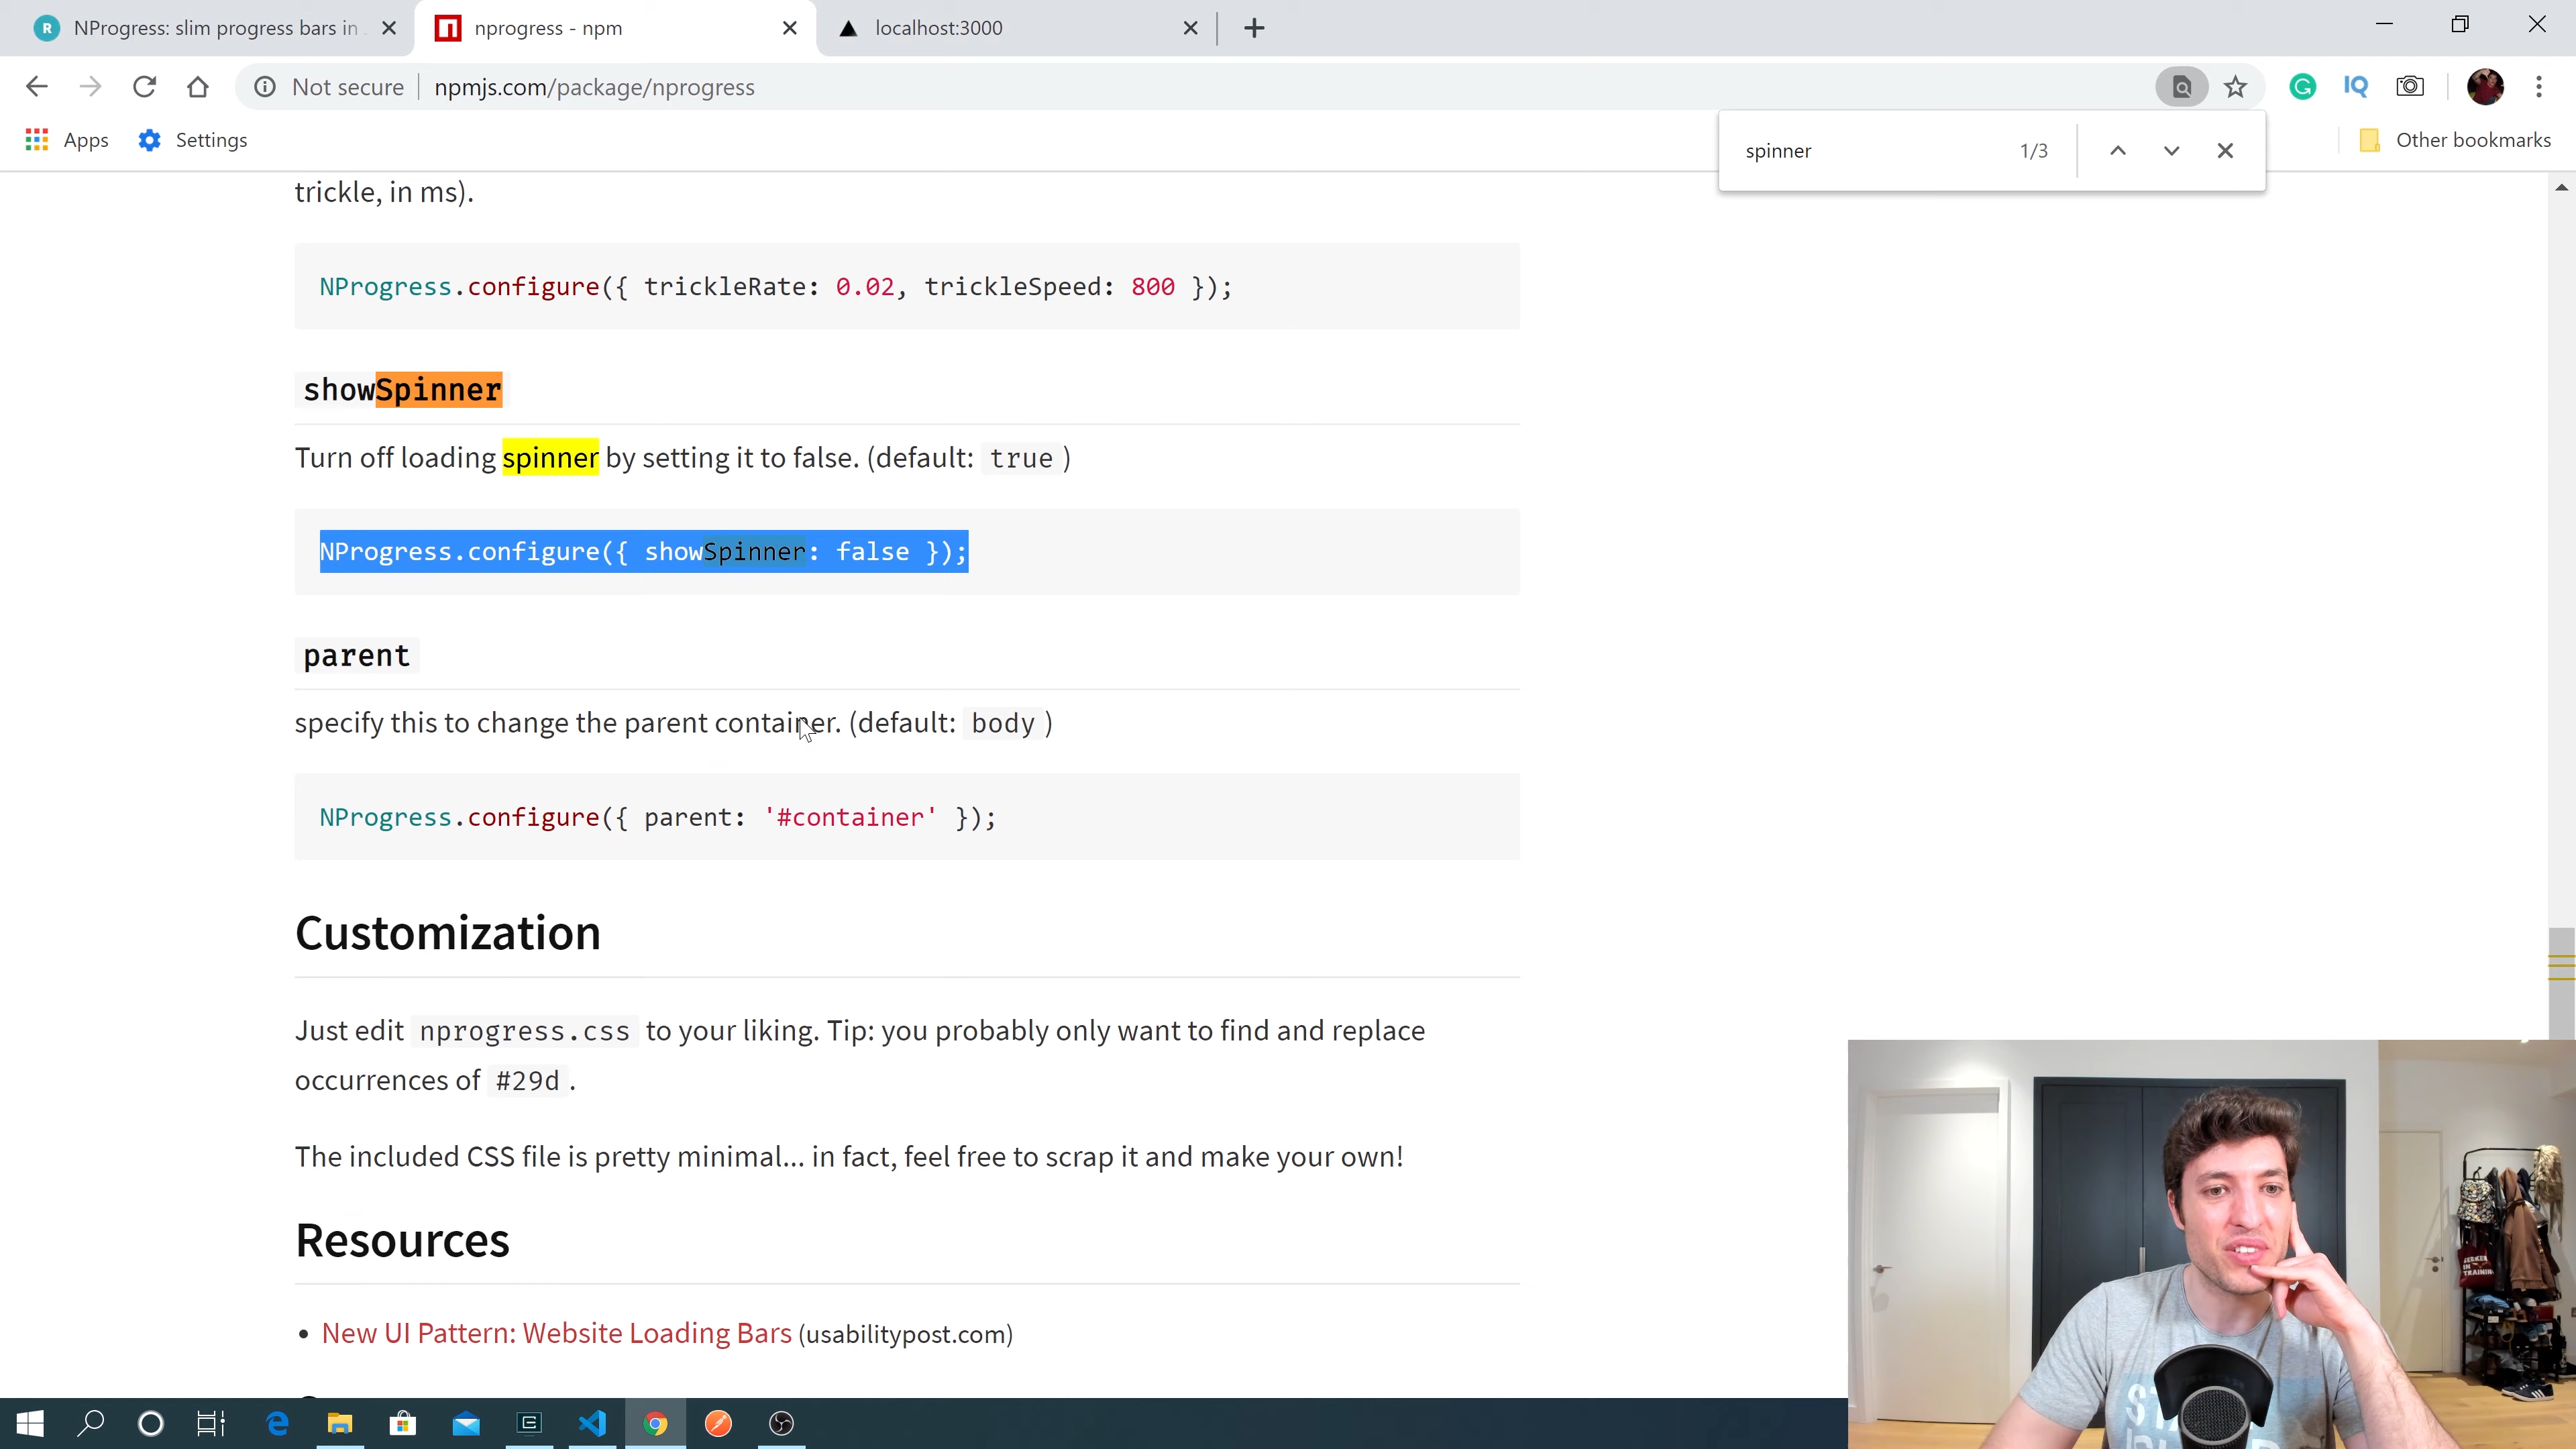 NProgress: slim progress bars in
nprogress - npm
localhost:3000
Not secure
npmjs.com/package/nprogress
IQ
Apps
Settings
spinner
1/3
Other bookmarks
trickle, in ms).
NProgress.configure({ trickleRate: 0.02, trickleSpeed: 800 });
showSpinner
Turn off loading spinner by setting it to false. (default: true )
NProgress.configure({ showSpinner: false });
parent
specify this to change the parent container. (default: body )
NProgress.configure({ parent: '#container' });
Customization
Just edit nprogress.css to your liking. Tip: you probably only want to find and replace
occurrences of #29d .
The included CSS file is pretty minimal... in fact, feel free to scrap it and make your own!
Resources
• New UI Pattern: Website Loading Bars (usabilitypost.com)